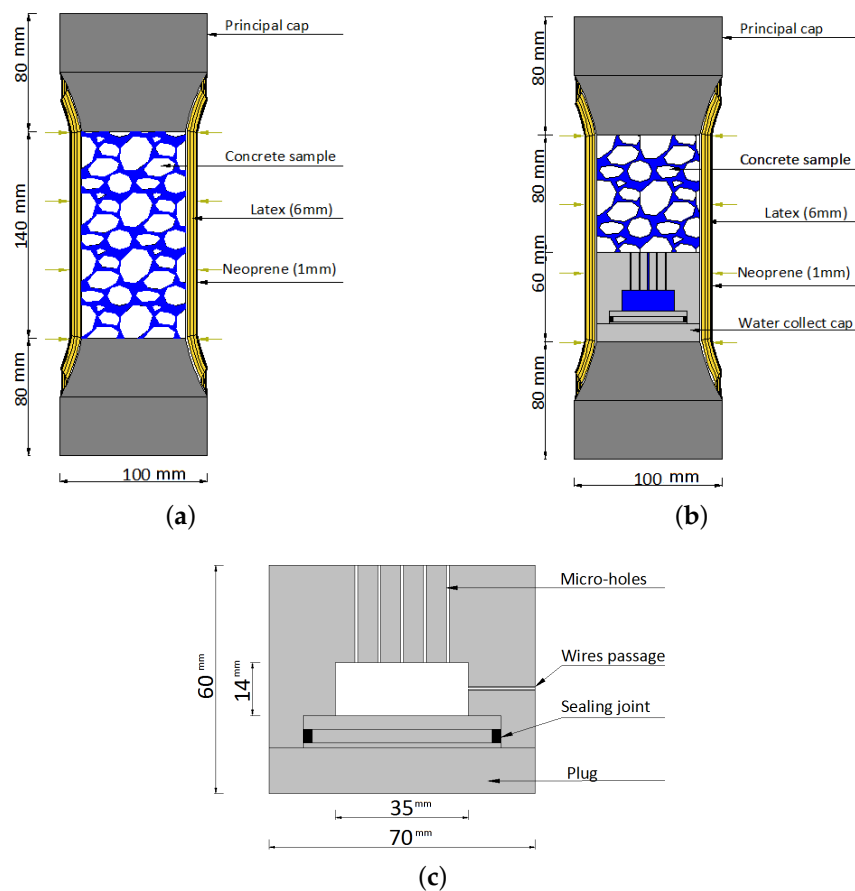 Principal cap
80 mm
Concrete sample
140 mm
Latex (6mm)
Neoprene (1mm)
80 mm
100 mm
(a)
Principal cap
80 mm
Concrete sample
80 mm
Latex (6mm)
60 mm
Neoprene (1mm)
Water collect cap
80 mm
100 mm
(b)
Micro-holes
Wires passage
60 mm
14 mm
Sealing joint
Plug
35 mm
70 mm
(c)